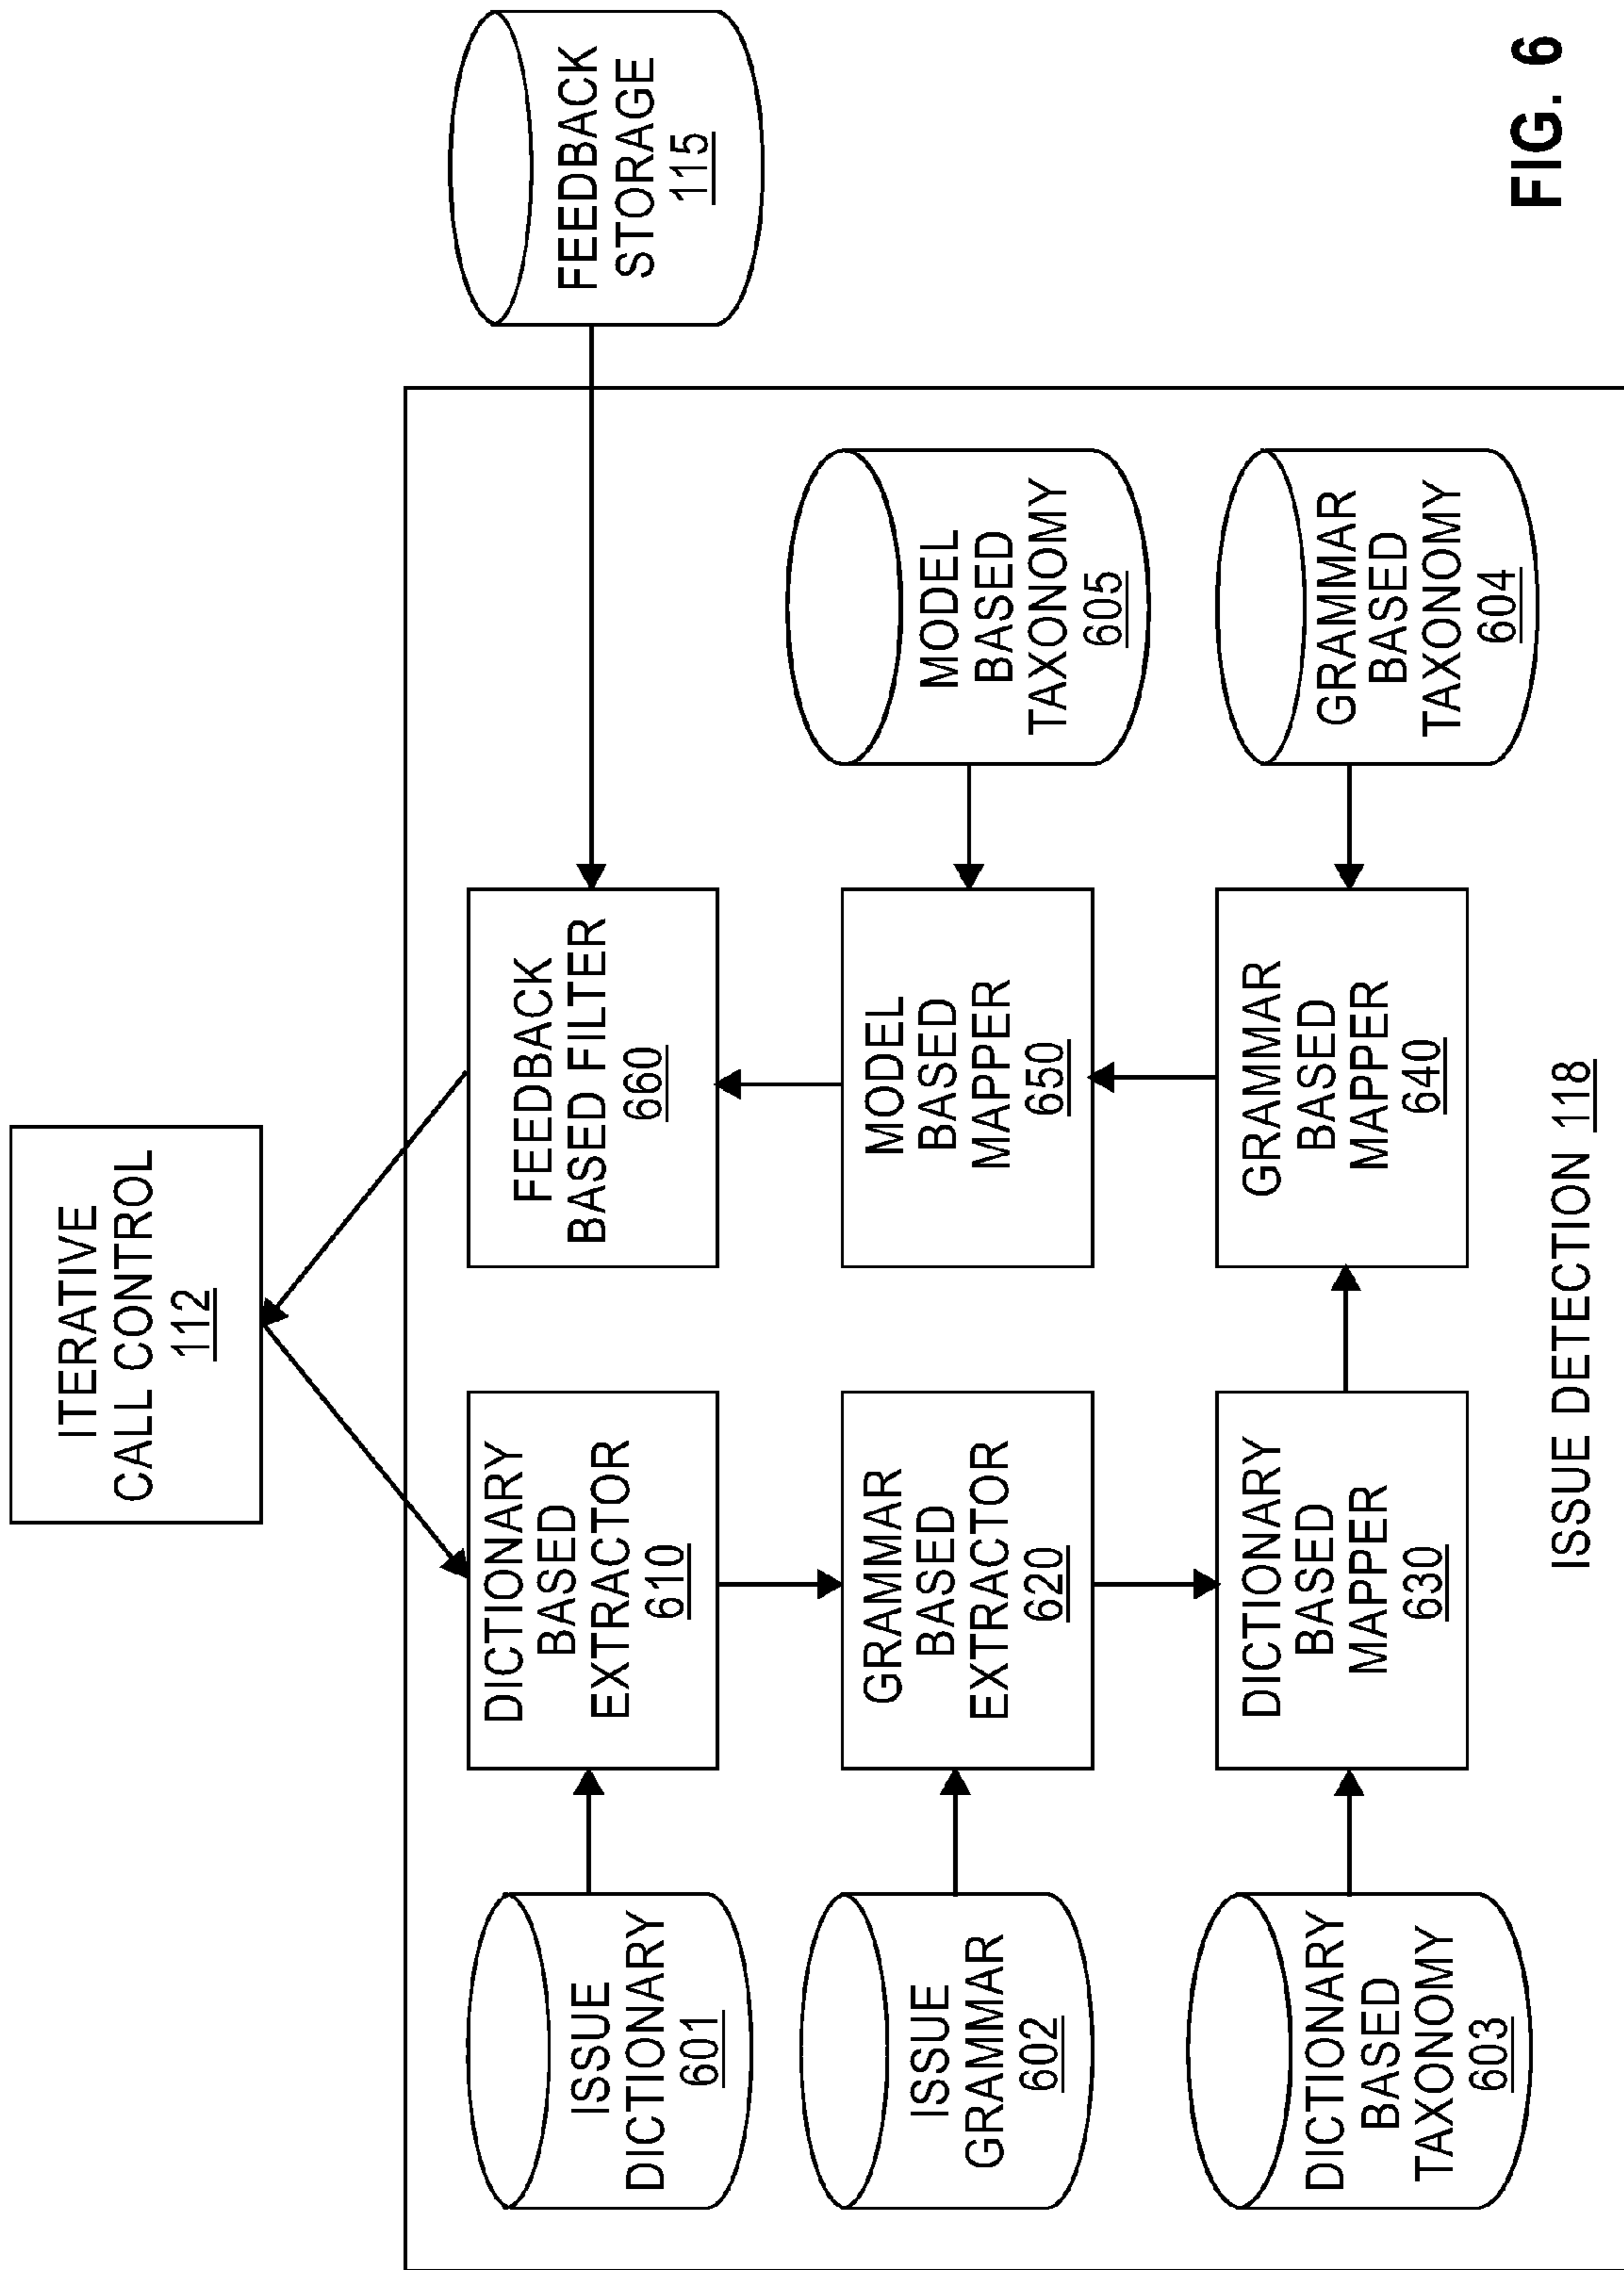 ITERATIVE
CALL CONTROL
112
FEEDBACK
STORAGE
115
ISSUE
DICTIONARY
601
DICTIONARY
BASED
EXTRACTOR
610
FEEDBACK
BASED FILTER
660
ISSUE
GRAMMAR
602
GRAMMAR
BASED
EXTRACTOR
620
MODEL
BASED
MAPPER
650
MODEL
BASED
TAXONOMY
605
DICTIONARY
BASED
TAXONOMY
603
DICTIONARY
BASED
MAPPER
630
GRAMMAR
BASED
MAPPER
640
GRAMMAR
BASED
TAXONOMY
604
ISSUE DETECTION 118
FIG. 6